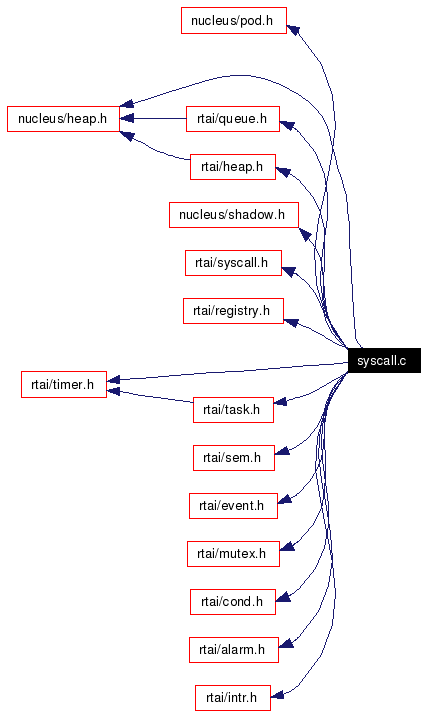 nucleus/pod.h
nucleus/heap.h
rtai/queue.h
rtai/heap.h
nucleus/shadow.h
rtai/syscall.h
rtai/registry.h
syscall.c
rtai/timer.h
rtai/task.h
rtai/sem.h
rtai/event.h
rtai/mutex.h
rtai/cond.h
rtai/alarm.h
rtai/intr.h